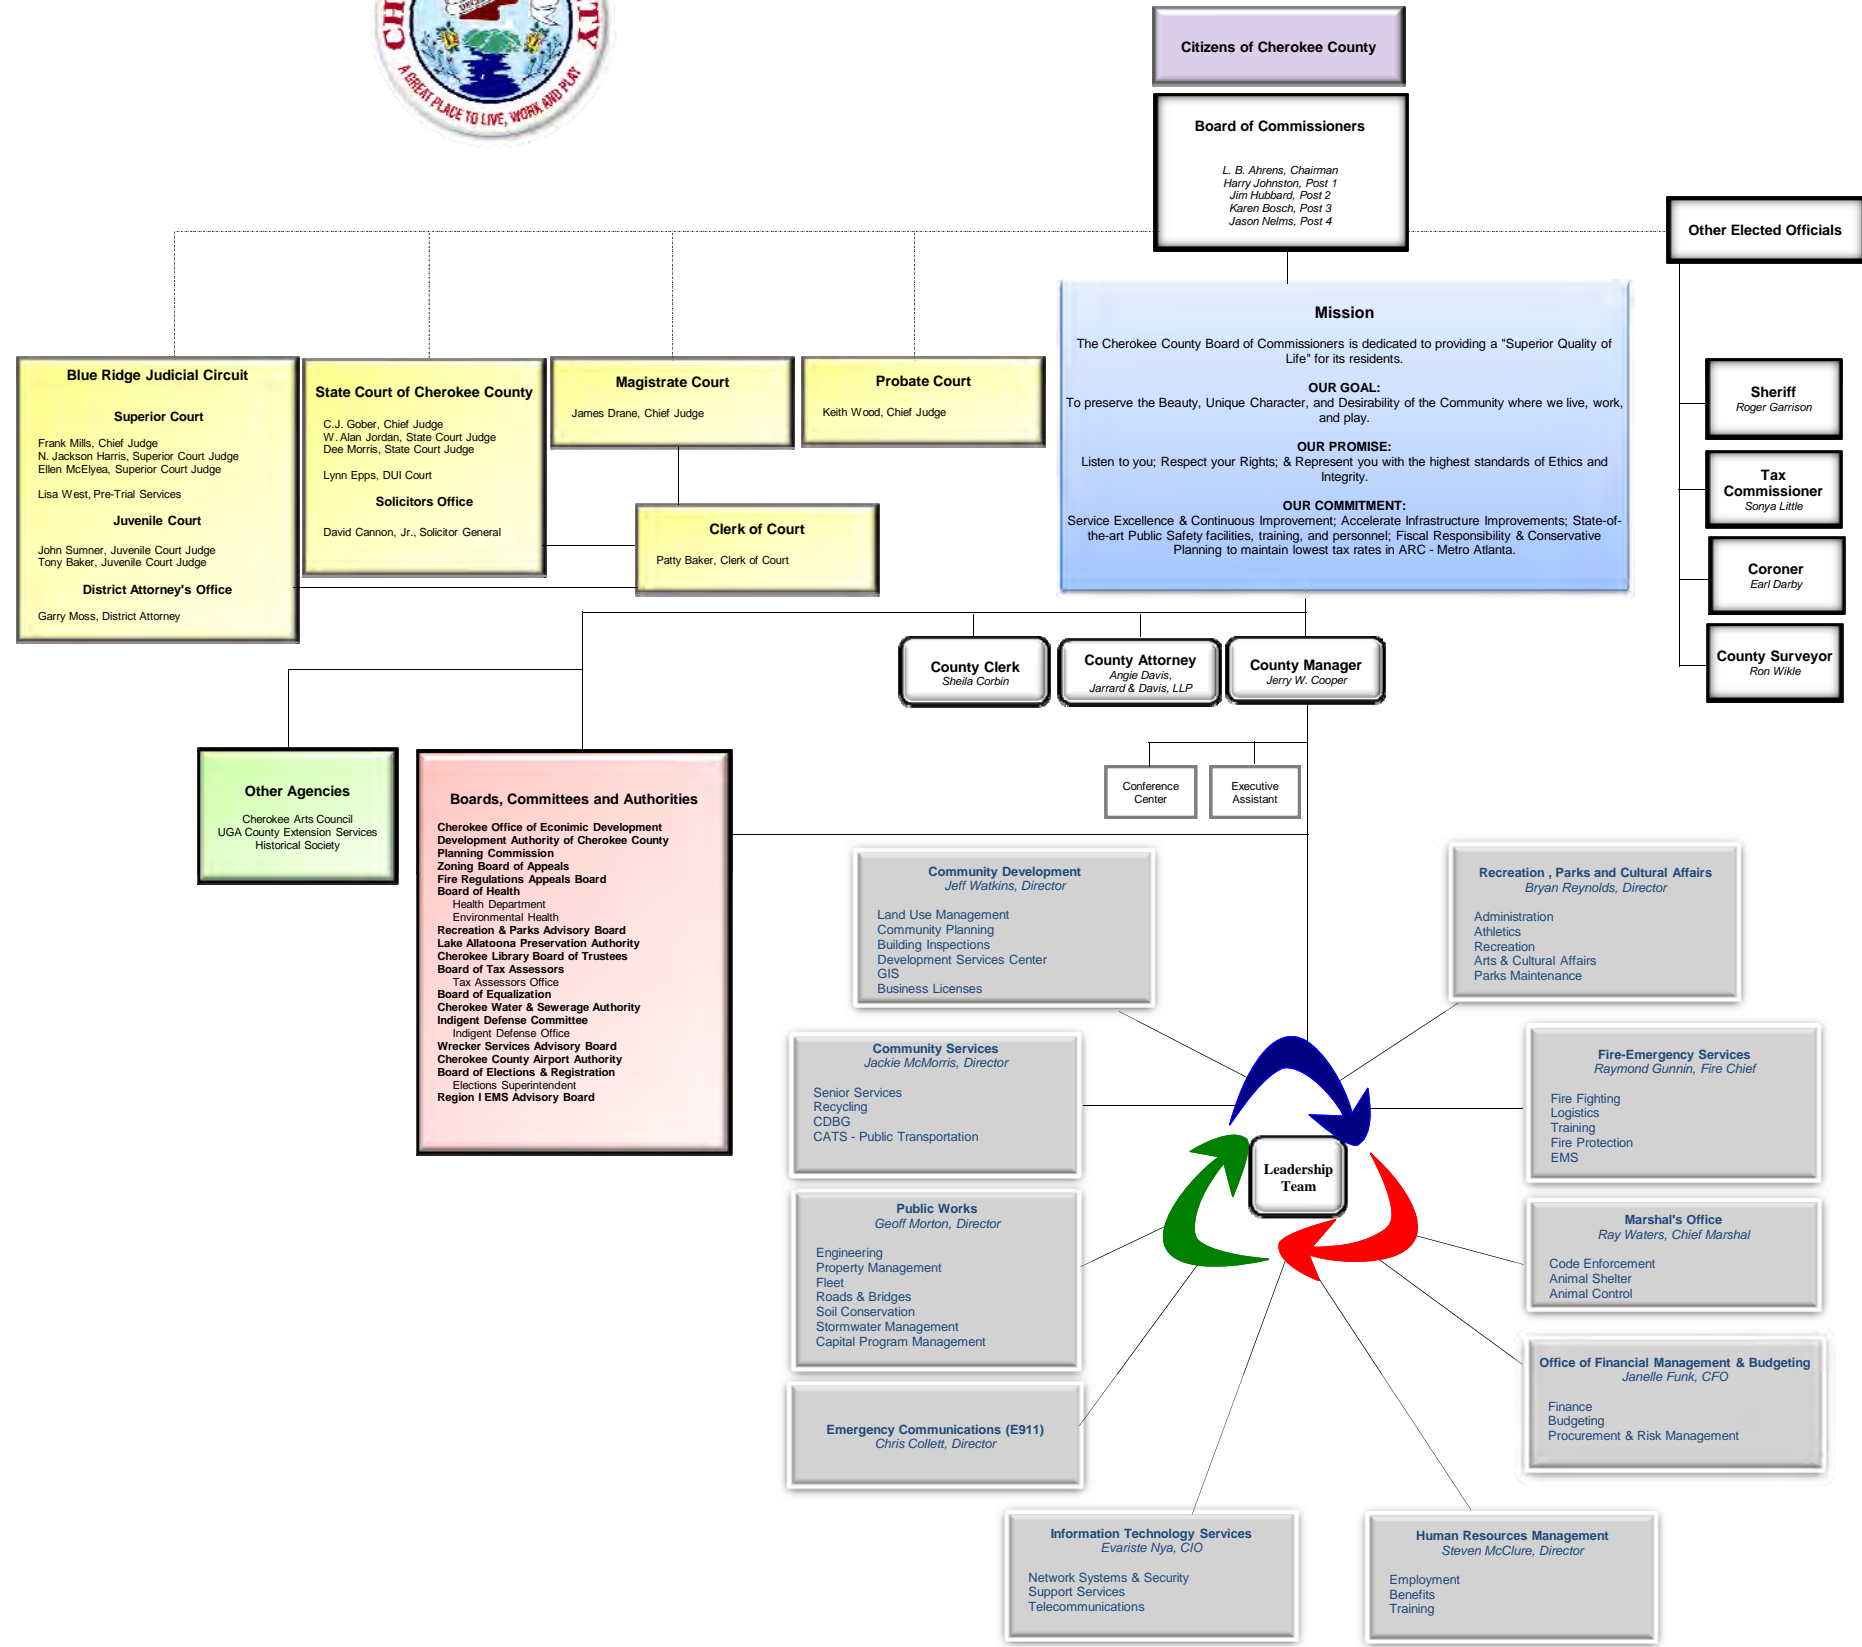 CH TY
A GREAT PLACE TO LIVE, WORK AND PLAY
Citizens of Cherokee County
Board of Commissioners
L. B. Ahrens, Chairman
Harry Johnston, Post 1
Jim Hubbard, Post 2
Karen Bosch, Post 3
Jason Nelms, Post 4
Other Elected Officials
Mission
The Cherokee County Board of Commissioners is dedicated to providing a "Superior Quality of
Life" for its residents.
OUR GOAL:
To preserve the Beauty, Unique Character, and Desirability of the Community where we live, work,
and play.
OUR PROMISE:
Listen to you; Respect your Rights; & Represent you with the highest standards of Ethics and
Integrity.
OUR COMMITMENT:
Service Excellence & Continuous Improvement; Accelerate Infrastructure Improvements; State-of-
the-art Public Safety facilities, training, and personnel; Fiscal Responsibility & Conservative
Planning to maintain lowest tax rates in ARC - Metro Atlanta.
Blue Ridge Judicial Circuit
Superior Court
Frank Mills, Chief Judge
N. Jackson Harris, Superior Court Judge
Ellen McElyea, Superior Court Judge
Lisa West, Pre-Trial Services
Juvenile Court
John Sumner, Juvenile Court Judge
Tony Baker, Juvenile Court Judge
District Attorney's Office
Garry Moss, District Attorney
State Court of Cherokee County
C.J. Gober, Chief Judge
W. Alan Jordan, State Court Judge
Dee Morris, State Court Judge
Lynn Epps, DUI Court
Solicitors Office
David Cannon, Jr., Solicitor General
Magistrate Court
James Drane, Chief Judge
Probate Court
Keith Wood, Chief Judge
Clerk of Court
Patty Baker, Clerk of Court
Sheriff
Roger Garrison
Tax
Commissioner
Sonya Little
Coroner
Earl Darby
County Surveyor
Ron Wikle
County Clerk
Sheila Corbin
County Attorney
Angie Davis,
Jarrard & Davis, LLP
County Manager
Jerry W. Cooper
Conference
Center
Executive
Assistant
Other Agencies
Cherokee Arts Council
UGA County Extension Services
Historical Society
Boards, Committees and Authorities
Cherokee Office of Econimic Development
Development Authority of Cherokee County
Planning Commission
Zoning Board of Appeals
Fire Regulations Appeals Board
Board of Health
Health Department
Environmental Health
Recreation & Parks Advisory Board
Lake Allatoona Preservation Authority
Cherokee Library Board of Trustees
Board of Tax Assessors
Tax Assessors Office
Board of Equalization
Cherokee Water & Sewerage Authority
Indigent Defense Committee
Indigent Defense Office
Wrecker Services Advisory Board
Cherokee County Airport Authority
Board of Elections & Registration
Elections Superintendent
Region I EMS Advisory Board
Community Development
Jeff Watkins, Director
Land Use Management
Community Planning
Building Inspections
Development Services Center
GIS
Business Licenses
Recreation , Parks and Cultural Affairs
Bryan Reynolds, Director
Administration
Athletics
Recreation
Arts & Cultural Affairs
Parks Maintenance
Community Services
Jackie McMorris, Director
Senior Services
Recycling
CDBG
CATS - Public Transportation
Fire-Emergency Services
Raymond Gunnin, Fire Chief
Fire Fighting
Logistics
Training
Fire Protection
EMS
Leadership
Team
Public Works
Geoff Morton, Director
Engineering
Property Management
Fleet
Roads & Bridges
Soil Conservation
Stormwater Management
Capital Program Management
Marshal's Office
Ray Waters, Chief Marshal
Code Enforcement
Animal Shelter
Animal Control
Office of Financial Management & Budgeting
Janelle Funk, CFO
Finance
Budgeting
Procurement & Risk Management
Emergency Communications (E911)
Chris Collett, Director
Information Technology Services
Evariste Nya, CIO
Network Systems & Security
Support Services
Telecommunications
Human Resources Management
Steven McClure, Director
Employment
Benefits
Training